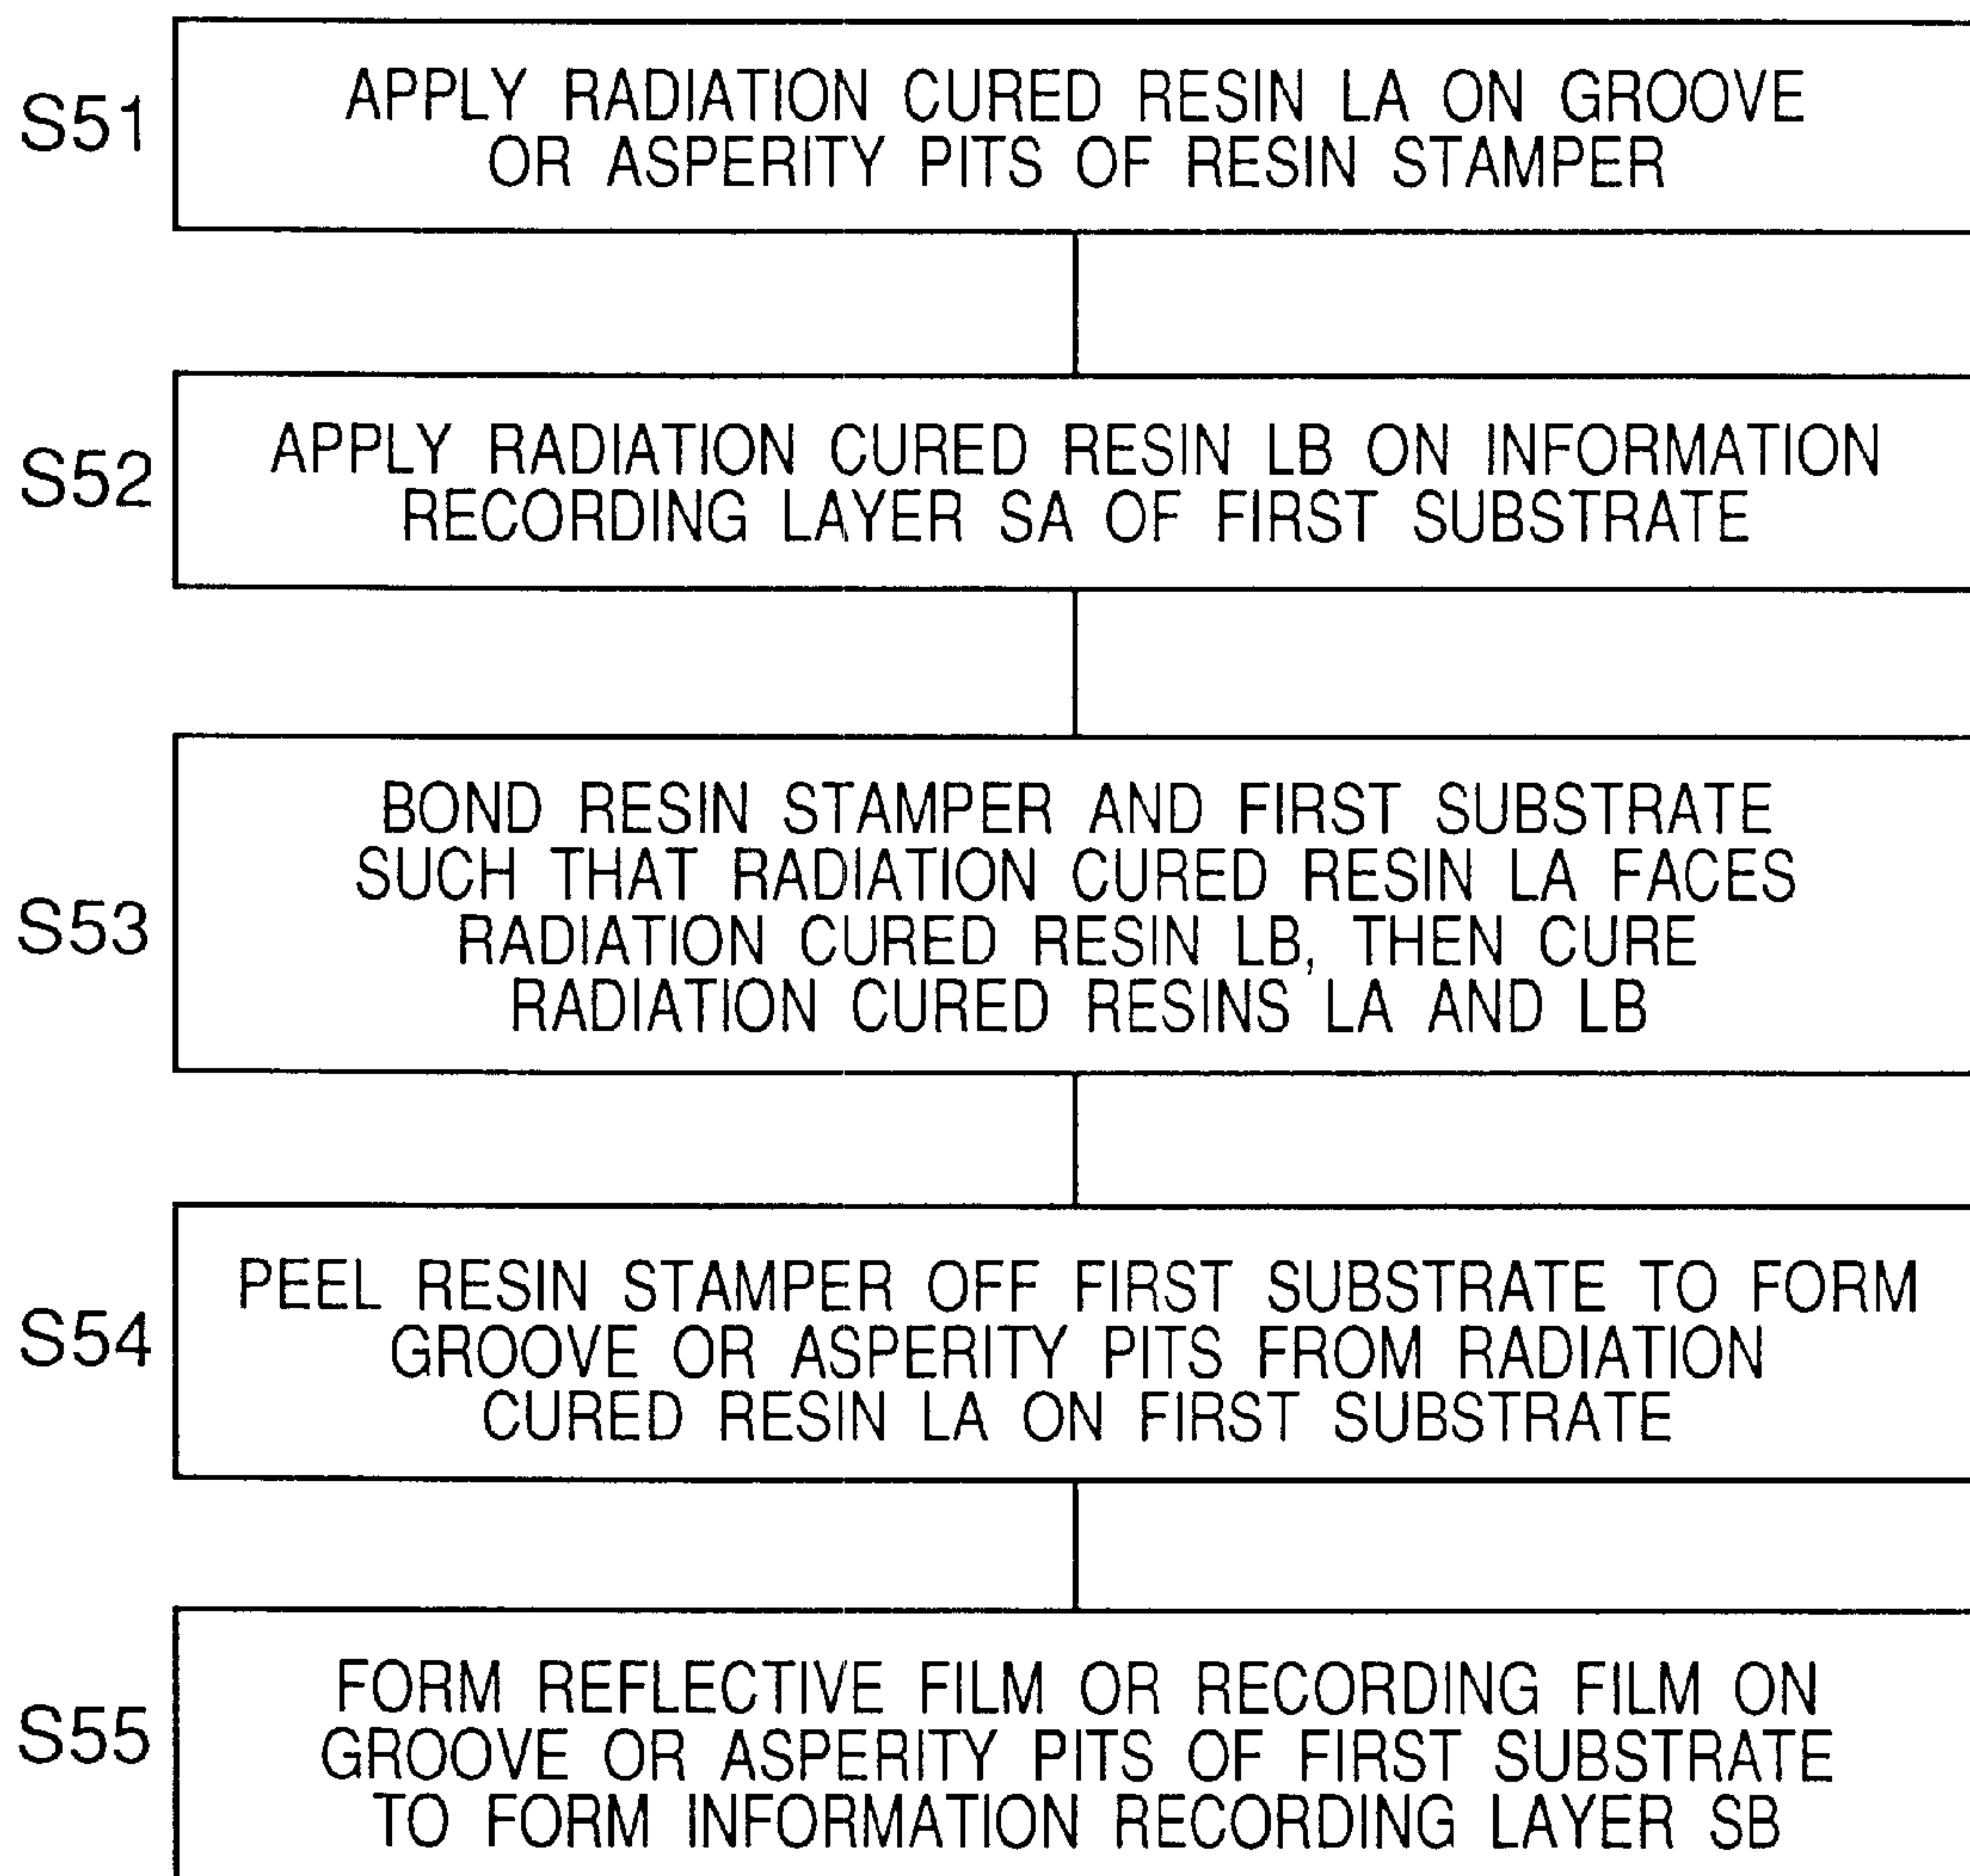 S51
APPLY RADIATION CURED RESIN LA ON GROOVE
OR ASPERITY PITS OF RESIN STAMPER
S52
APPLY RADIATION CURED RESIN LB ON INFORMATION
RECORDING LAYER SA OF FIRST SUBSTRATE
S53
BOND RESIN STAMPER AND FIRST SUBSTRATE
SUCH THAT RADIATION CURED RESIN LA FACES
RADIATION CURED RESIN LB, THEN CURE
RADIATION CURED RESINS LA AND LB
S54
PEEL RESIN STAMPER OFF FIRST SUBSTRATE TO FORM
GROOVE OR ASPERITY PITS FROM RADIATION
CURED RESIN LA ON FIRST SUBSTRATE
S55
FORM REFLECTIVE FILM OR RECORDING FILM ON
GROOVE OR ASPERITY PITS OF FIRST SUBSTRATE
TO FORM INFORMATION RECORDING LAYER SB